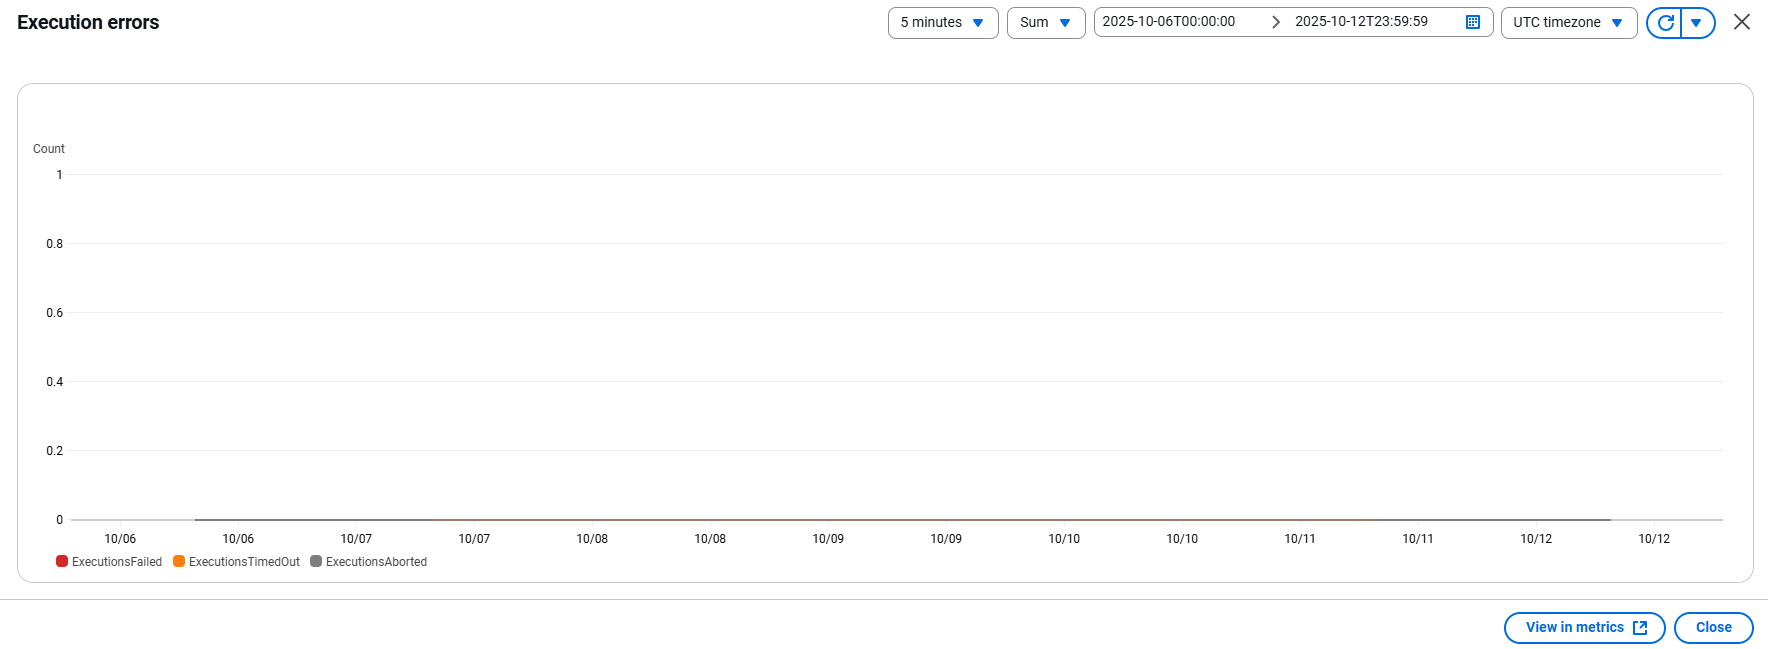 Execution errors
5 minutes
Sum
2025-10-06T00:00:00
2025-10-12T23:59:59
UTC timezone
Count
1
0.8
0.6
0.4
0.2
0
10/06 10/06 10/07 10/07 10/08 10/08 10/09 10/09 10/10 10/10 10/11 10/11 10/12 10/12
ExecutionsFailed ExecutionsTimedOut ExecutionsAborted
View in metrics
Close